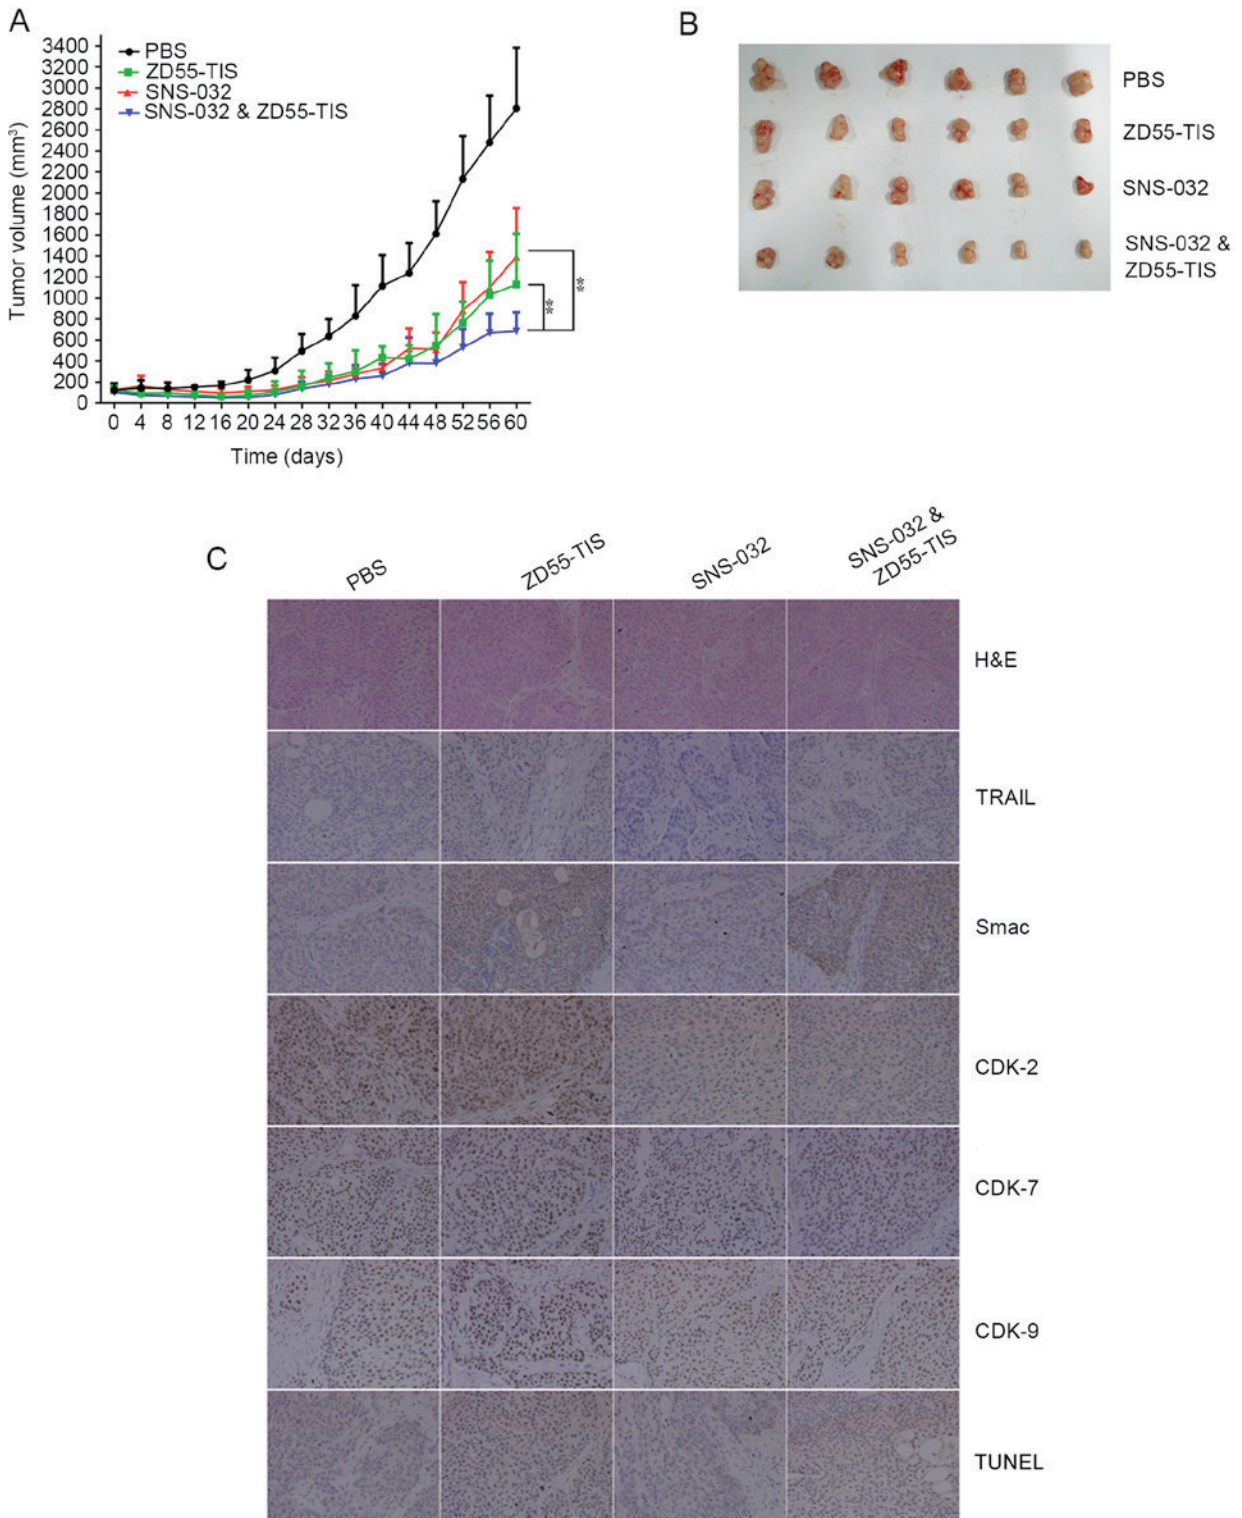 A
3400
3200
3000
2800
2600
2400
2200
2000
1800
1600
1400
1200
1000
800
600
400
200
0
Tumor volume (mm³)
PBS
ZD55-TIS
SNS-032
SNS-032 & ZD55-TIS
**
**
0 4 8 12 16 20 24 28 32 36 40 44 48 52 56 60
Time (days)
B
PBS
ZD55-TIS
SNS-032
SNS-032 &
ZD55-TIS
C
PBS
ZD55-TIS
SNS-032
SNS-032 &
ZD55-TIS
H&E
TRAIL
Smac
CDK-2
CDK-7
CDK-9
TUNEL